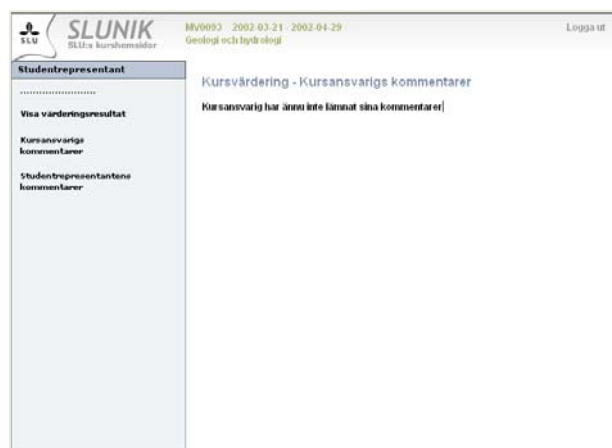 SLU
SLUNIK
SLU:s kurshemsidor
MV0093 2002-03-21 - 2002-04-29
Geologi och hydrologi
Logga ut
Studentrepresentant
........................
Visa värderingsresultat
Kursansvarigs
kommentarer
Studentrepresentantens
kommentarer
Kursvärdering - Kursansvarigs kommentarer
Kursansvarig har ännu inte lämnat sina kommentarer